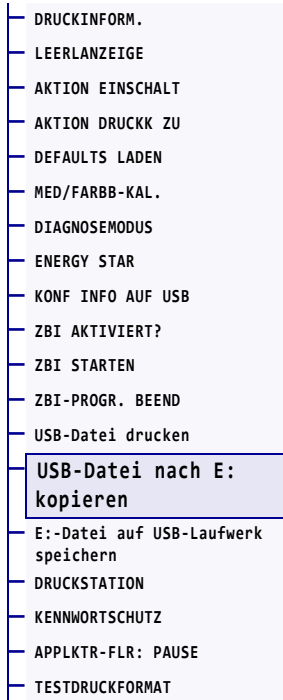 DRUCKINFORM.
LEERLANZEIGE
AKTION EINSCHALT
AKTION DRUCKK ZU
DEFAULTS LADEN
MED/FARBB-KAL.
DIAGNOSEMODUS
ENERGY STAR
KONF INFO AUF USB
ZBI AKTIVIERT?
ZBI STARTEN
ZBI-PROGR. BEEND
USB-Datei drucken
USB-Datei nach E:
kopieren
E:-Datei auf USB-Laufwerk
speichern
DRUCKSTATION
KENNWORTSCHUTZ
APPLKTR-FLR: PAUSE
TESTDRUCKFORMAT